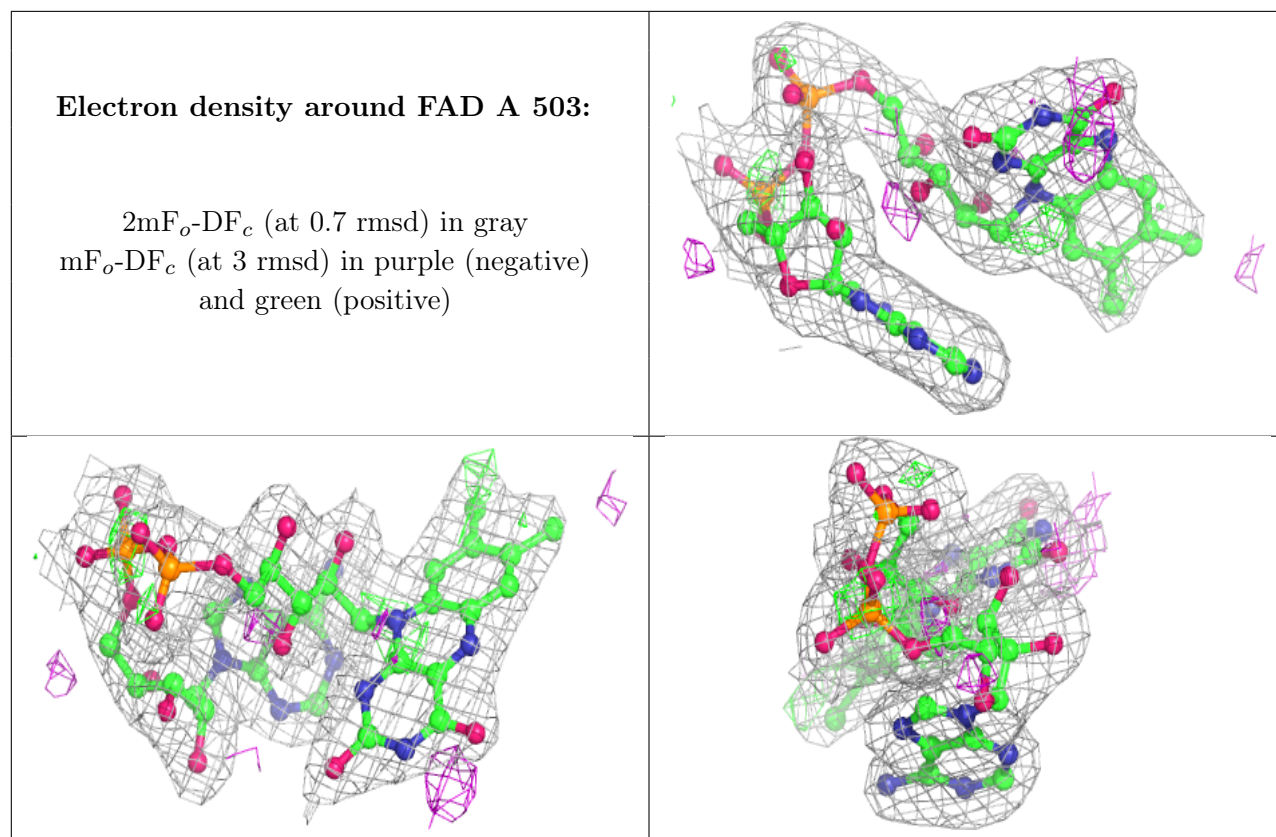 Electron density around FAD A 503:
2mFₒ-DF𝒸 (at 0.7 rmsd) in gray
mFₒ-DF𝒸 (at 3 rmsd) in purple (negative)
and green (positive)